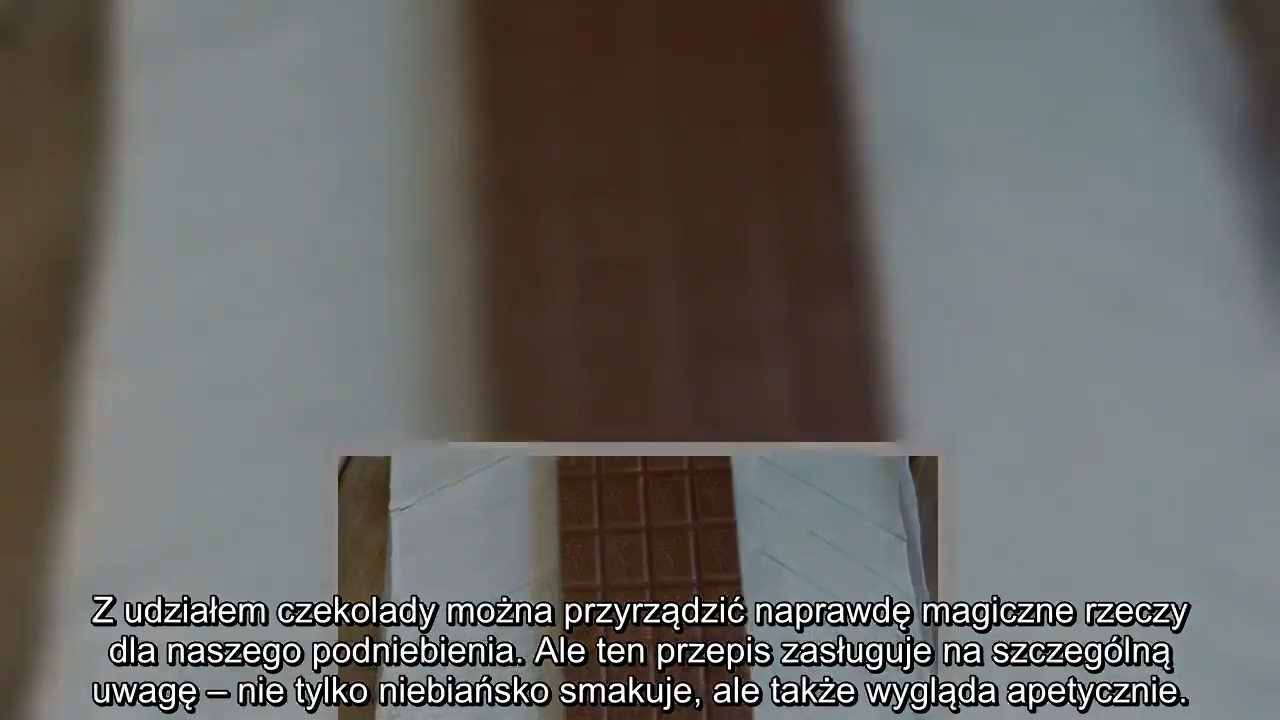 Z udziałem czekolady można przyrządzić naprawdę magiczne rzeczy
dla naszego podniebienia. Ale ten przepis zasługuje na szczególną
uwagę – nie tylko niebiańsko smakuje, ale także wygląda apetycznie.